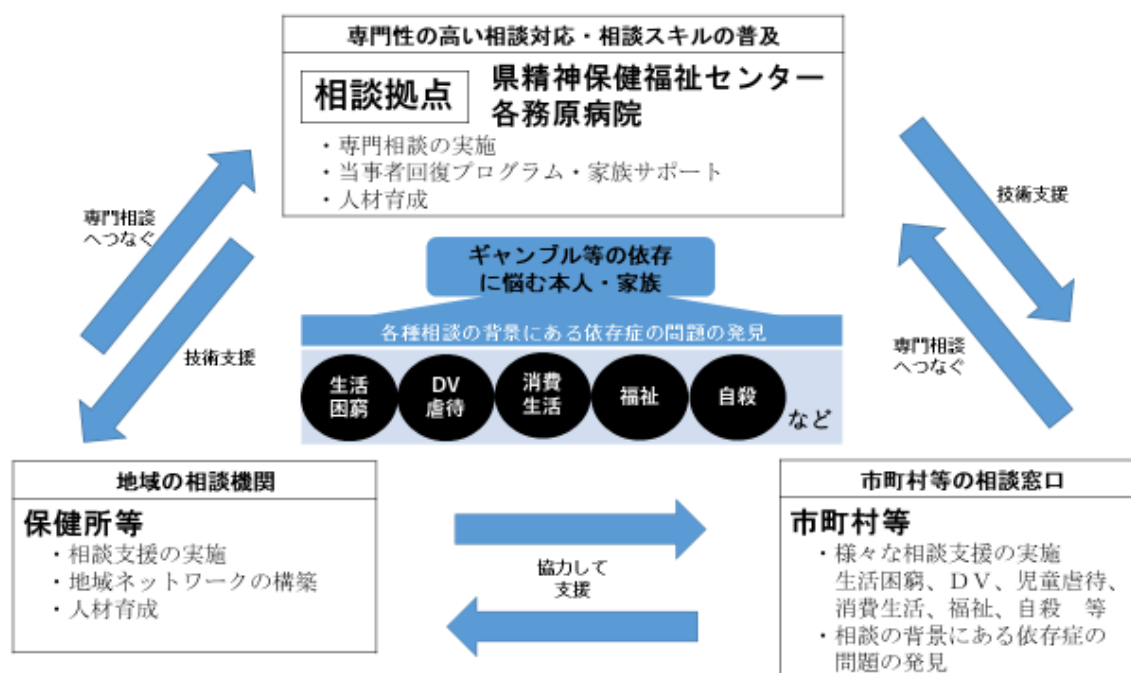 専門性の高い相談対応・相談スキルの普及
相談拠点
県精神保健福祉センター
各務原病院
・専門相談の実施
・当事者回復プログラム・家族サポート
・人材育成
専門相談
へつなぐ
技術支援
技術支援
専門相談
へつなぐ
ギャンブル等の依存
に悩む本人・家族
各種相談の背景にある依存症の問題の発見
生活
困窮
DV
虐待
消費
生活
福祉
自殺
など
地域の相談機関
保健所等
・相談支援の実施
・地域ネットワークの構築
・人材育成
協力して
支援
市町村等の相談窓口
市町村等
・様々な相談支援の実施
生活困窮、ＤＶ、児童虐待、
消費生活、福祉、自殺　等
・相談の背景にある依存症の
問題の発見